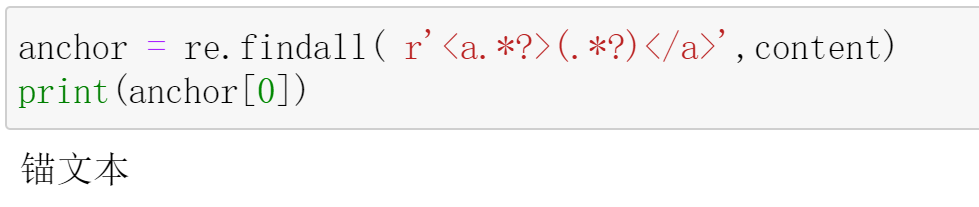 anchor = re.findall( r'<a.*?>(.*?)</a>',content)
print(anchor[0])
锚文本